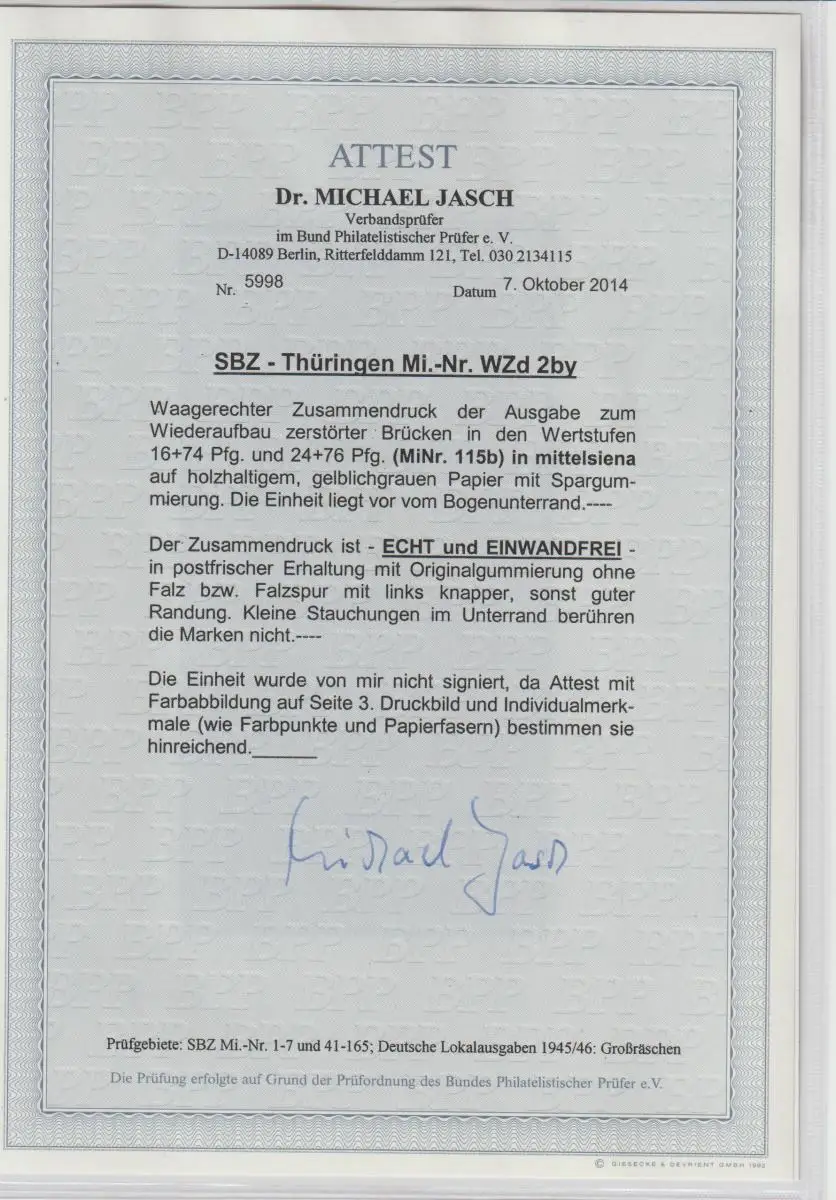 ATTEST
Dr. MICHAEL JASCH
Verbandsprüfer
im Bund Philatelistischer Prüfer e. V.
D-14089 Berlin, Ritterfelddamm 121, Tel. 030 2134115
Nr. 5998 Datum 7. Oktober 2014
SBZ - Thüringen Mi.-Nr. WZd 2by
Waagerechter Zusammendruck der Ausgabe zum
Wiederaufbau zerstörter Brücken in den Wertstufen
16+74 Pfg. und 24+76 Pfg. (MiNr. 115b) in mittelsiena
auf holzhaltigem, gelblichgrauen Papier mit Spargum-
mierung. Die Einheit liegt vor vom Bogenunterrand.----
Der Zusammendruck ist - ECHT und EINWANDFREI -
in postfrischer Erhaltung mit Originalgummierung ohne
Falz bzw. Falzspur mit links knapper, sonst guter
Randung. Kleine Stauchungen im Unterrand berühren
die Marken nicht.----
Die Einheit wurde von mir nicht signiert, da Attest mit
Farbabbildung auf Seite 3. Druckbild und Individualmerk-
male (wie Farbpunkte und Papierfasern) bestimmen sie
hinreichend.______
Michael Jasch
Prüfgebiete: SBZ Mi.-Nr. 1-7 und 41-165; Deutsche Lokalausgaben 1945/46: Großräschen
Die Prüfung erfolgte auf Grund der Prüfordnung des Bundes Philatelistischer Prüfer e.V.
© GIESECKE & DEVRIENT GMBH 1992